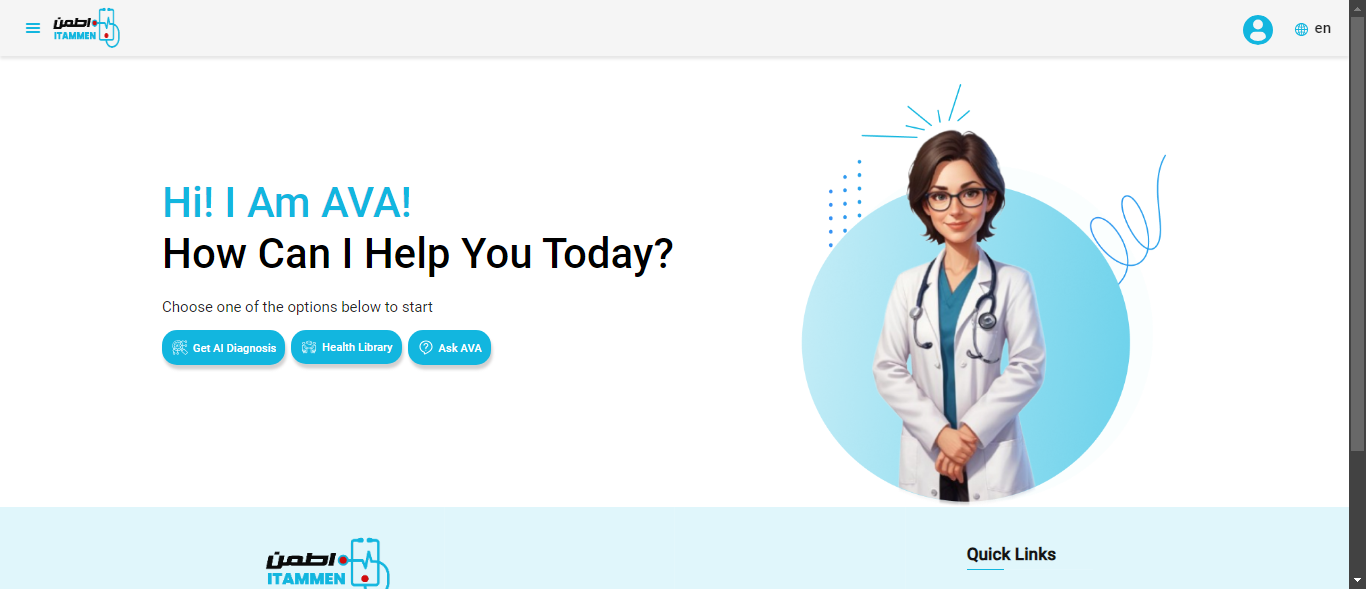 اطمن
ITAMMEN
en
Hi! I Am AVA!
How Can I Help You Today?
Choose one of the options below to start
Get AI Diagnosis
Health Library
Ask AVA
اطمن
ITAMMEN
Quick Links